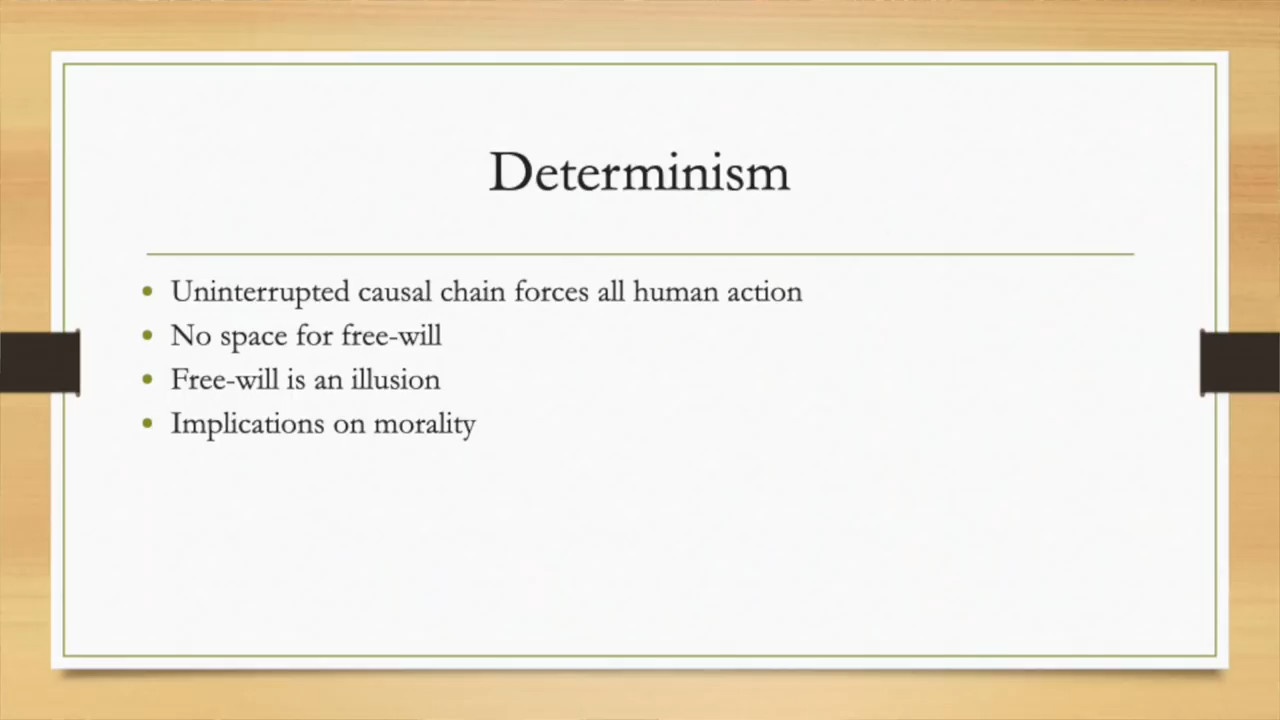 Determinism
• Uninterrupted causal chain forces all human action
• No space for free-will
• Free-will is an illusion
• Implications on morality